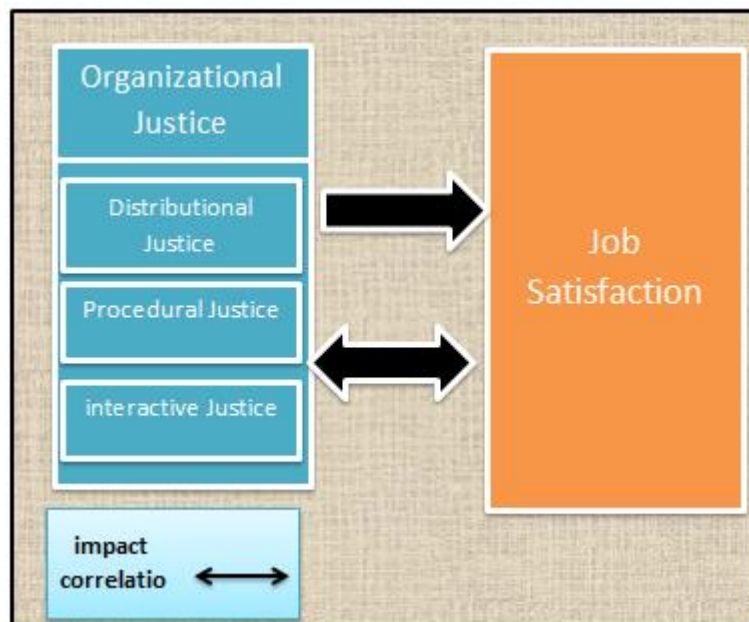 Organizational
Justice
Distributional
Justice
Procedural Justice
interactive Justice
Job
Satisfaction
impact
correlatio